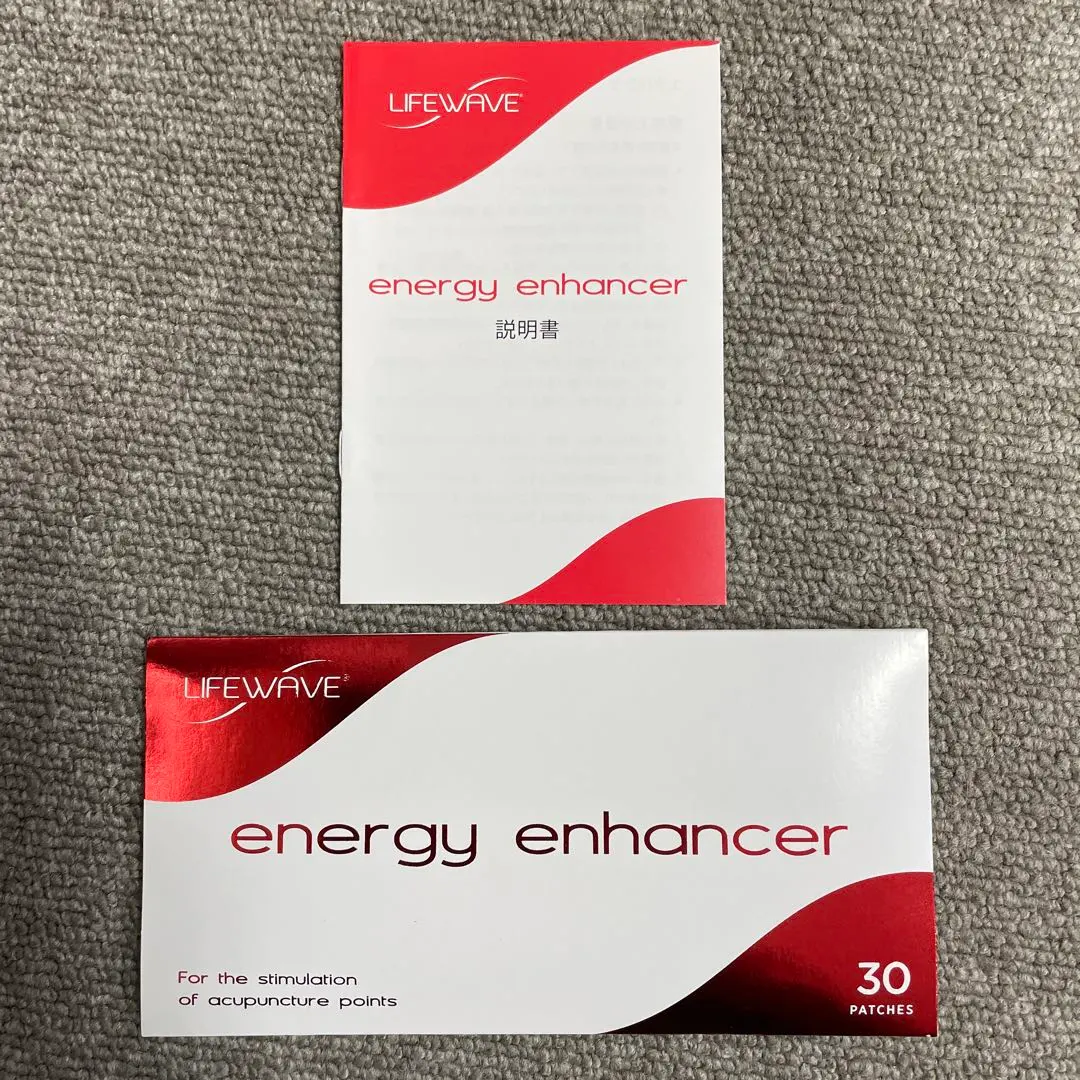 LIFEWAVE®
energy enhancer
説明書
LIFEWAVE
energy enhancer
For the stimulation
of acupuncture points
30
PATCHES